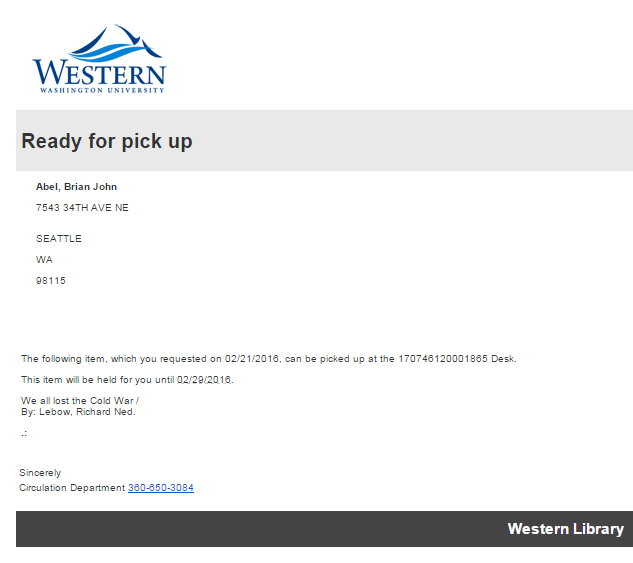 WESTERN
WASHINGTON UNIVERSITY
Ready for pick up
Abel, Brian John
7543 34TH AVE NE
SEATTLE
WA
98115
The following item, which you requested on 02/21/2016, can be picked up at the 170746120001865 Desk.
This item will be held for you until 02/29/2016.
We all lost the Cold War /
By: Lebow, Richard Ned.
.:
Sincerely
Circulation Department 360-650-3084
Western Library